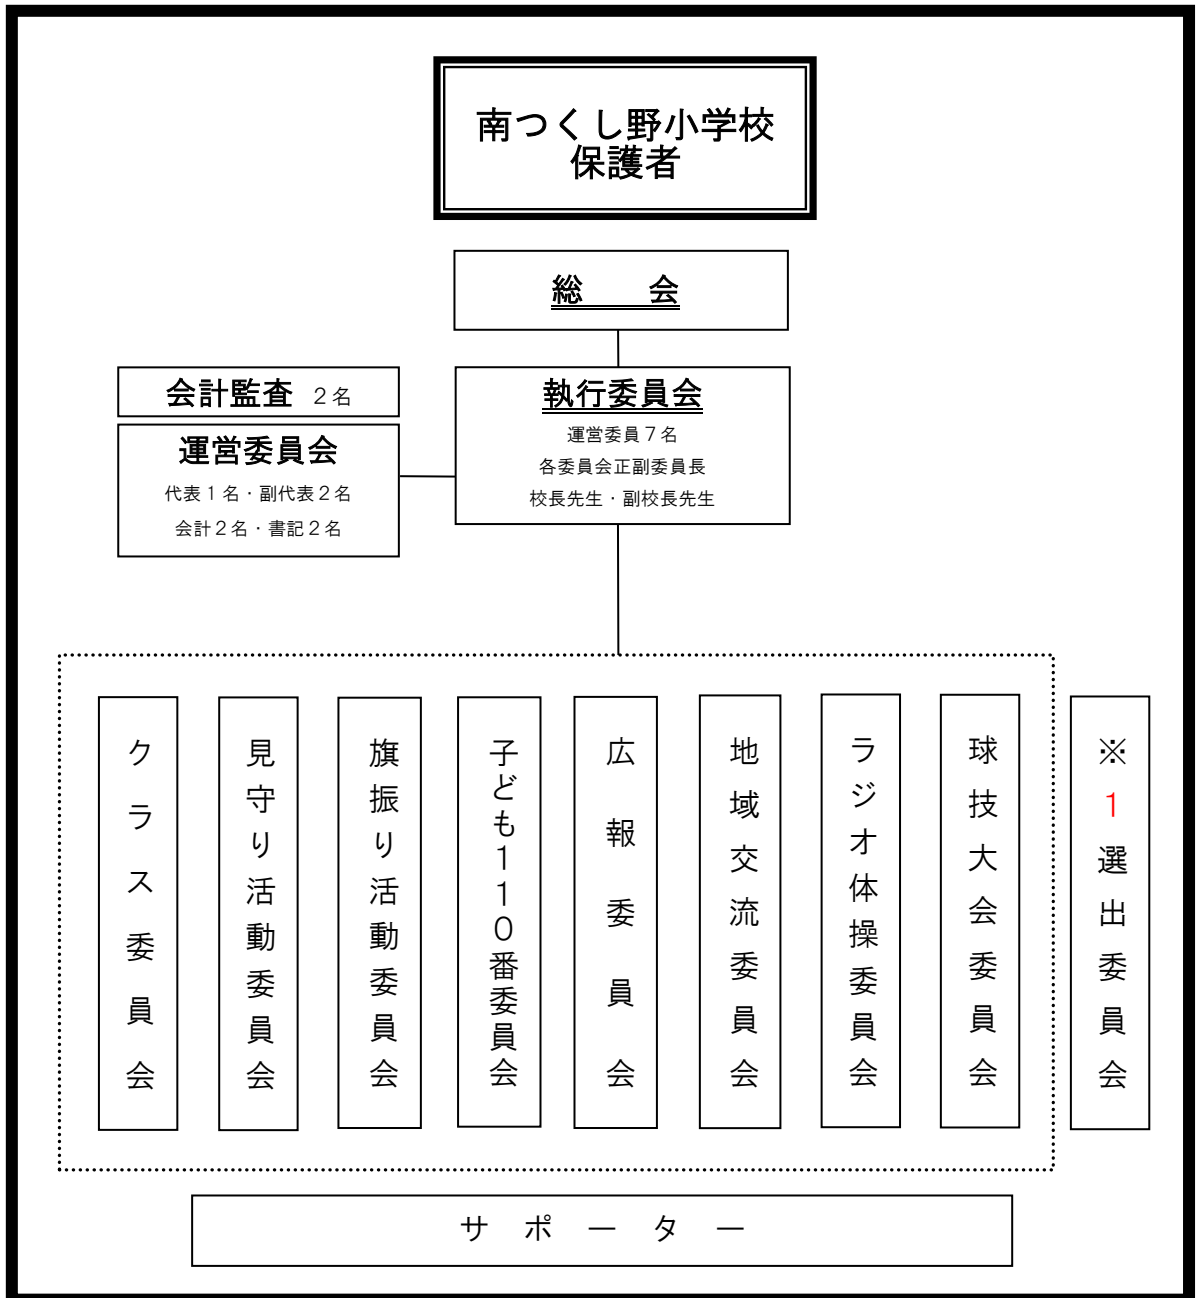 南つくし野小学校
保護者
総　会
会計監査 ２名
運営委員会
代表１名・副代表２名
会計２名・書記２名
執行委員会
運営委員７名
各委員会正副委員長
校長先生・副校長先生
クラス委員会
見守り活動委員会
旗振り活動委員会
子ども１１０番委員会
広報委員会
地域交流委員会
ラジオ体操委員会
球技大会委員会
※１選出委員会
サポーター